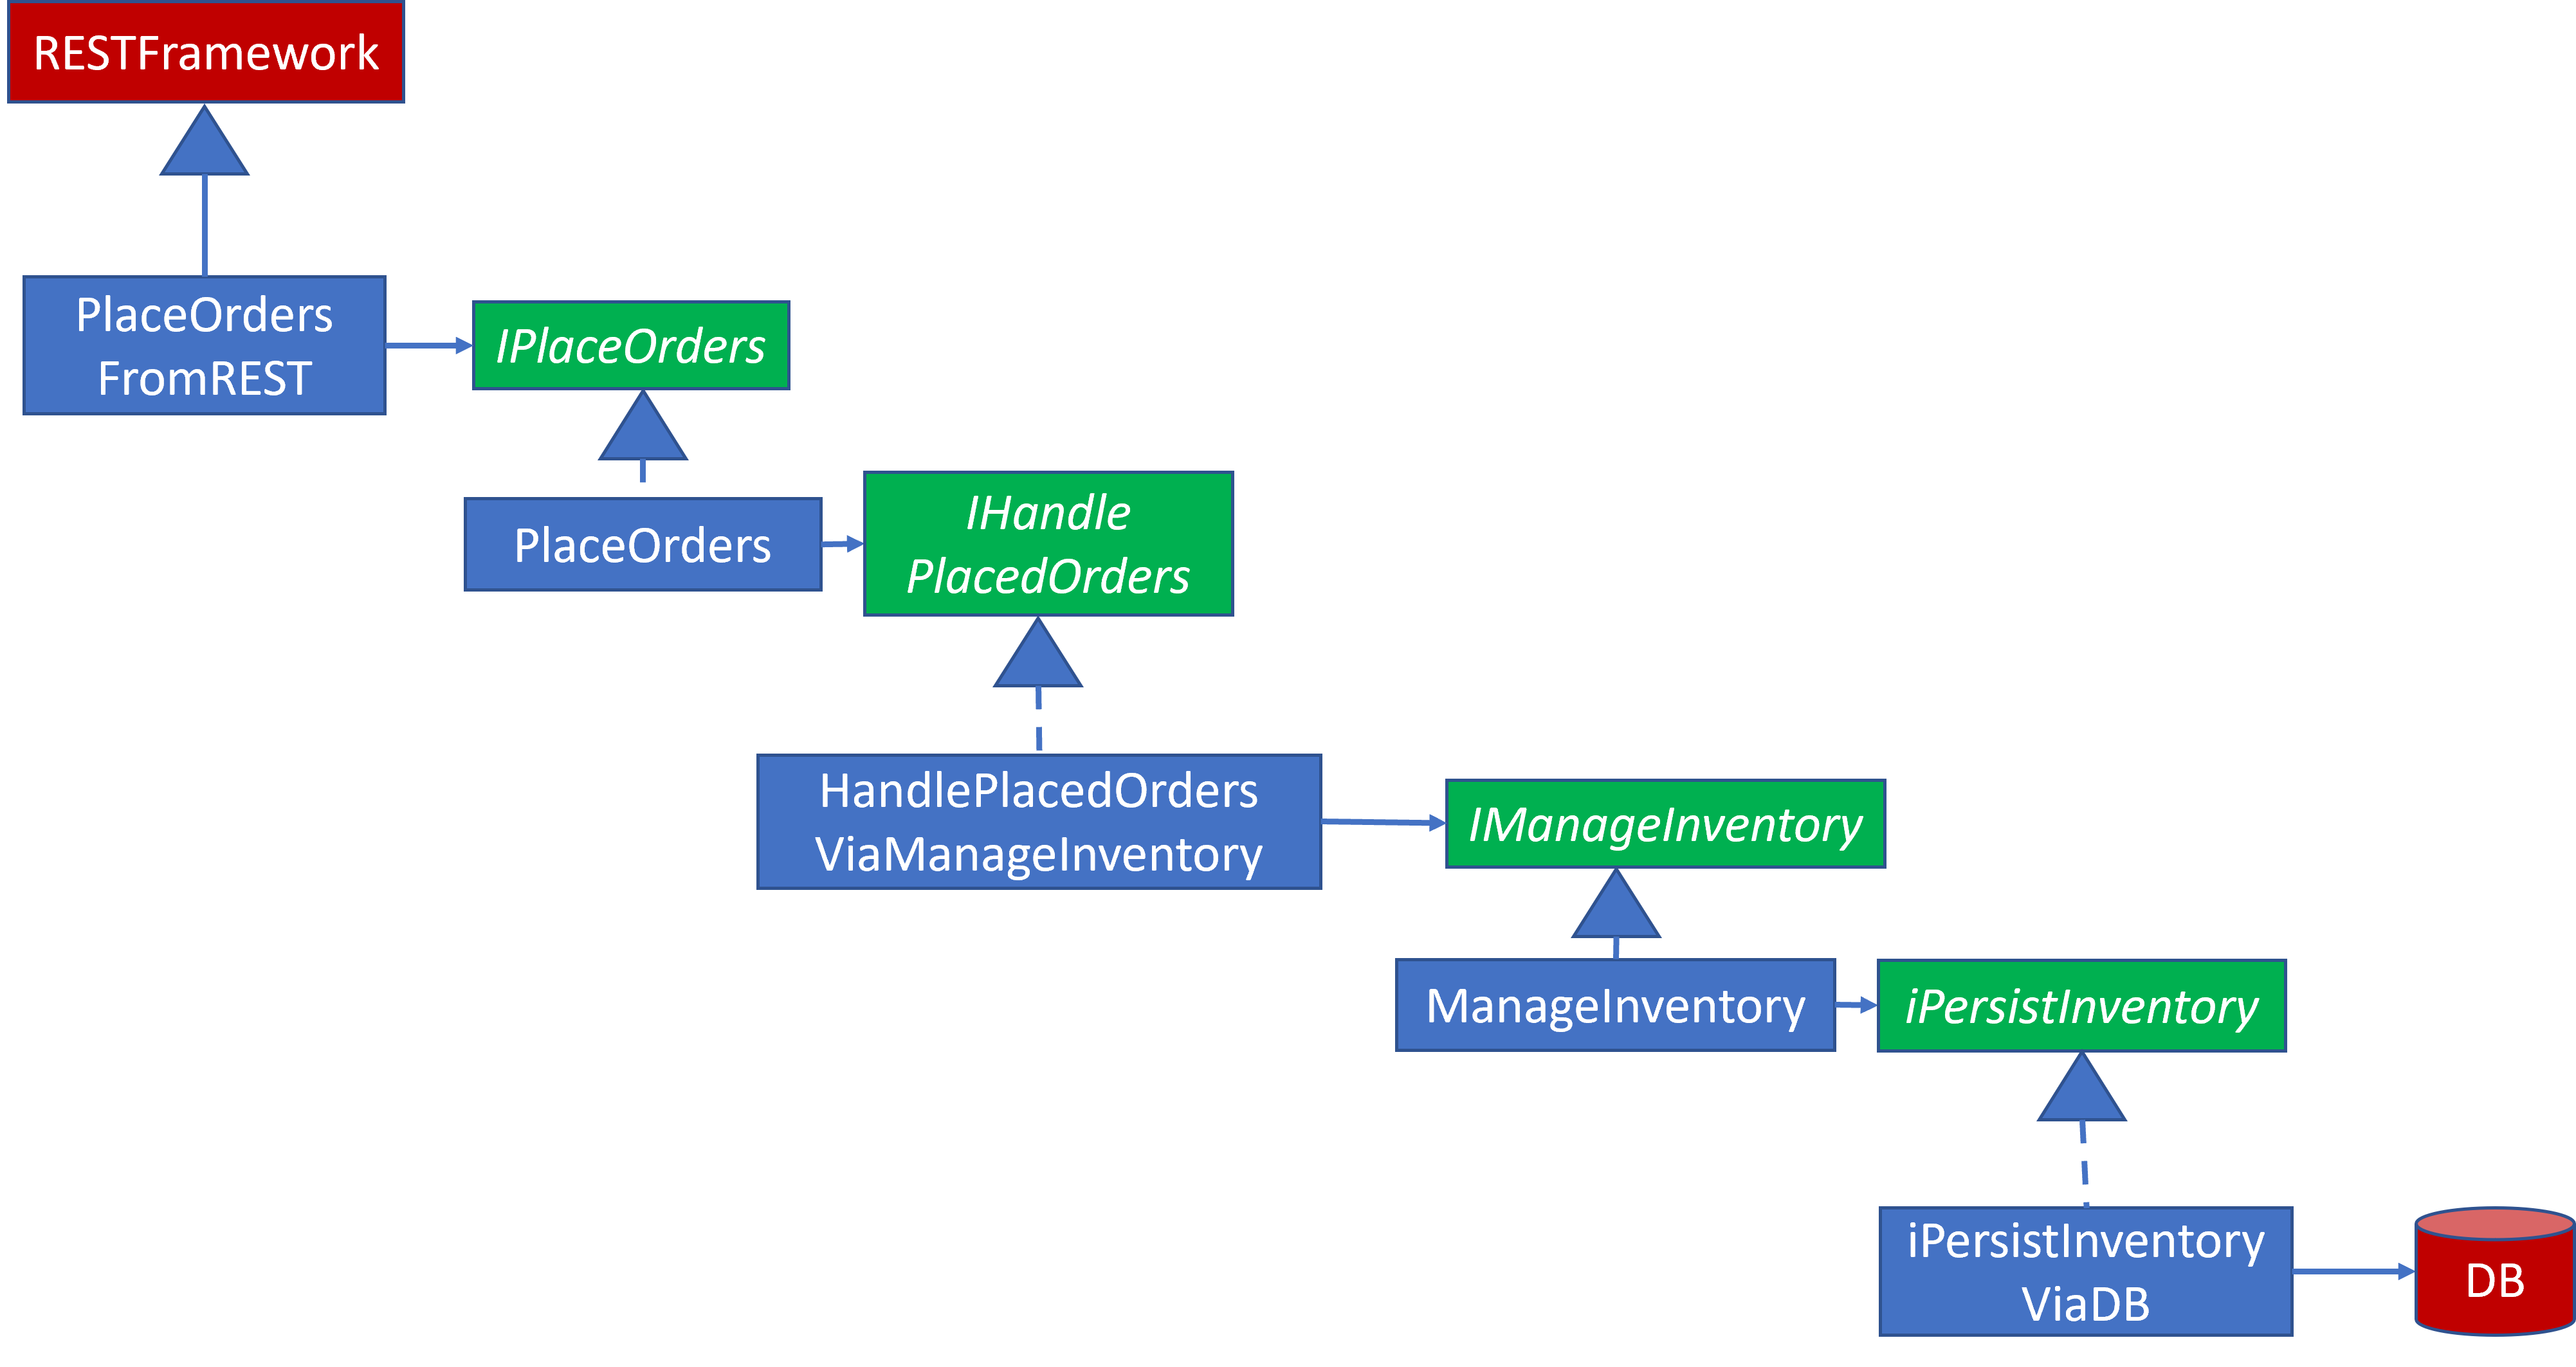 RESTFramework
PlaceOrders
FromREST
IPlaceOrders
PlaceOrders
IHandle
PlacedOrders
HandlePlacedOrders
ViaManageInventory
IManageInventory
ManageInventory
iPersistInventory
iPersistInventory
ViaDB
DB